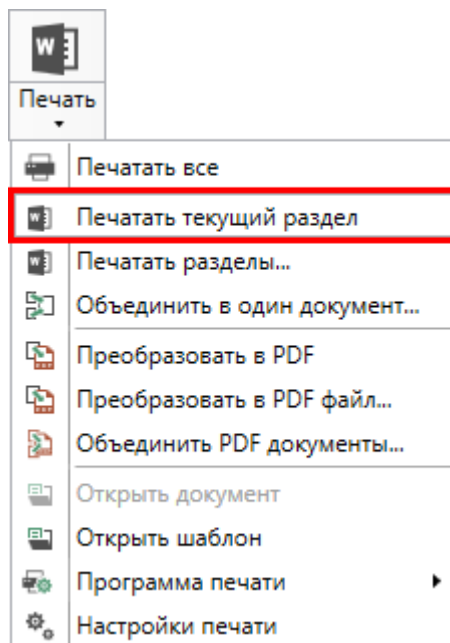 W
Печать
Печатать все
Печатать текущий раздел
Печатать разделы...
Объединить в один документ...
Преобразовать в PDF
Преобразовать в PDF файл...
Объединить PDF документы...
Открыть документ
Открыть шаблон
Программа печати
Настройки печати